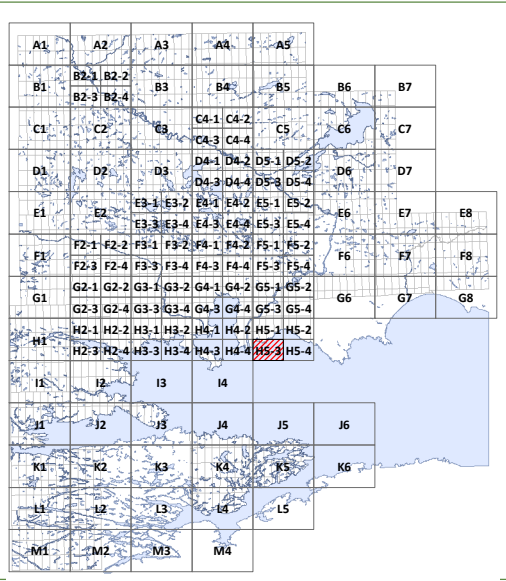 A1 A2 A3 A4 A5
B2-1 B2-2
B1 B3 B4 B5 B6 B7
B2-3 B2-4
C4-1 C4-2
C1 C2 C3 C5 C6 C7
C4-3 C4-4
D4-1 D4-2 D5-1 D5-2
D1 D2 D3 D6 D7
D4-3 D4-4 D5-3 D5-4
E3-1 E3-2 E4-1 E4-2 E5-1 E5-2
E1 E2 E6 E7 E8
E3-3 E3-4 E4-3 E4-4 E5-3 E5-4
F2-1 F2-2 F3-1 F3-2 F4-1 F4-2 F5-1 F5-2
F1 F6 F7 F8
F2-3 F2-4 F3-3 F3-4 F4-3 F4-4 F5-3 F5-4
G2-1 G2-2 G3-1 G3-2 G4-1 G4-2 G5-1 G5-2
G1 G6 G7 G8
G2-3 G2-4 G3-3 G3-4 G4-3 G4-4 G5-3 G5-4
H2-1 H2-2 H3-1 H3-2 H4-1 H4-2 H5-1 H5-2
H1
H2-3 H2-4 H3-3 H3-4 H4-3 H4-4 H5-3 H5-4
I1 I2 I3 I4
J1 J2 J3 J4 J5 J6
K1 K2 K3 K4 K5 K6
L1 L2 L3 L4 L5
M1 M2 M3 M4